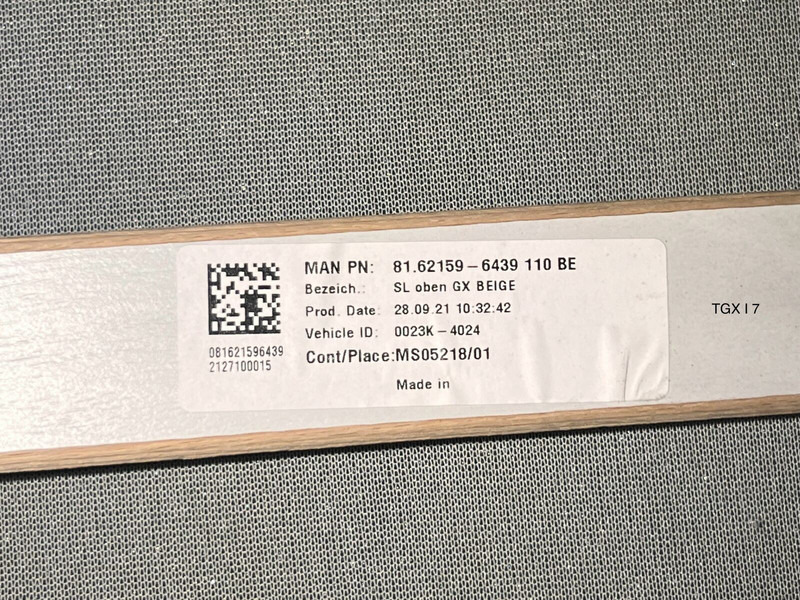 MAN PN: 81.62159-6439 110 BE
Bezeich.: SL oben GX BEIGE
Prod. Date: 28.09.21 10:32:42
Vehicle ID: 0023K-4024
Cont/Place:MS05218/01
Made in
081621596439
2127100015
TGX I 7